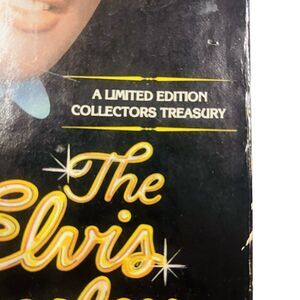 A LIMITED EDITION
COLLECTORS TREASURY
The
Elvis